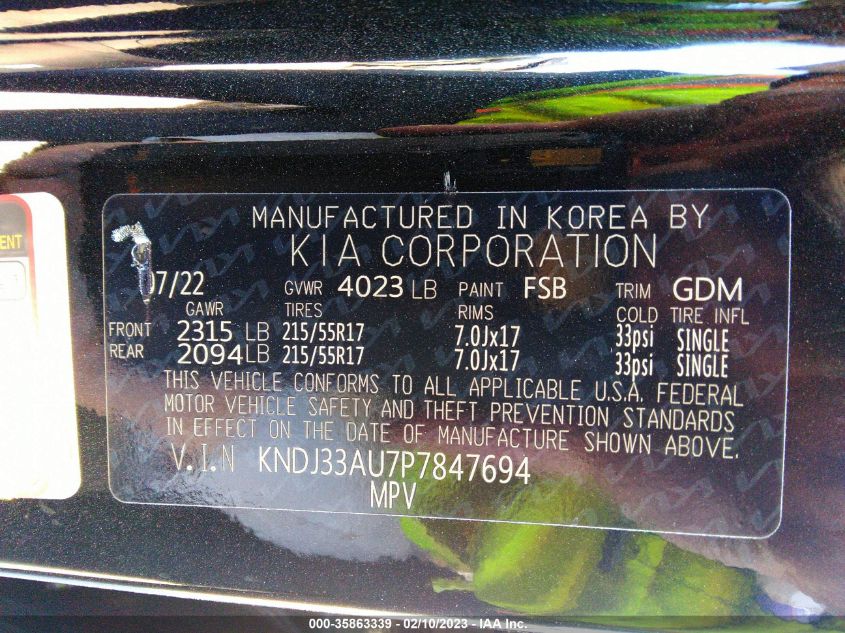 MENT
MANUFACTURED IN KOREA BY
KIA CORPORATION
07/22 GVWR 4023 LB PAINT FSB TRIM GDM
GAWR TIRES RIMS COLD TIRE INFL
FRONT 2315 LB 215/55R17 7.0Jx17 33psi SINGLE
REAR 2094 LB 215/55R17 7.0Jx17 33psi SINGLE
THIS VEHICLE CONFORMS TO ALL APPLICABLE U.S.A. FEDERAL
MOTOR VEHICLE SAFETY AND THEFT PREVENTION STANDARDS
IN EFFECT ON THE DATE OF MANUFACTURE SHOWN ABOVE.
V.I.N KNDJ33AU7P7847694
MPV
000-35863339 - 02/10/2023 - IAA Inc.